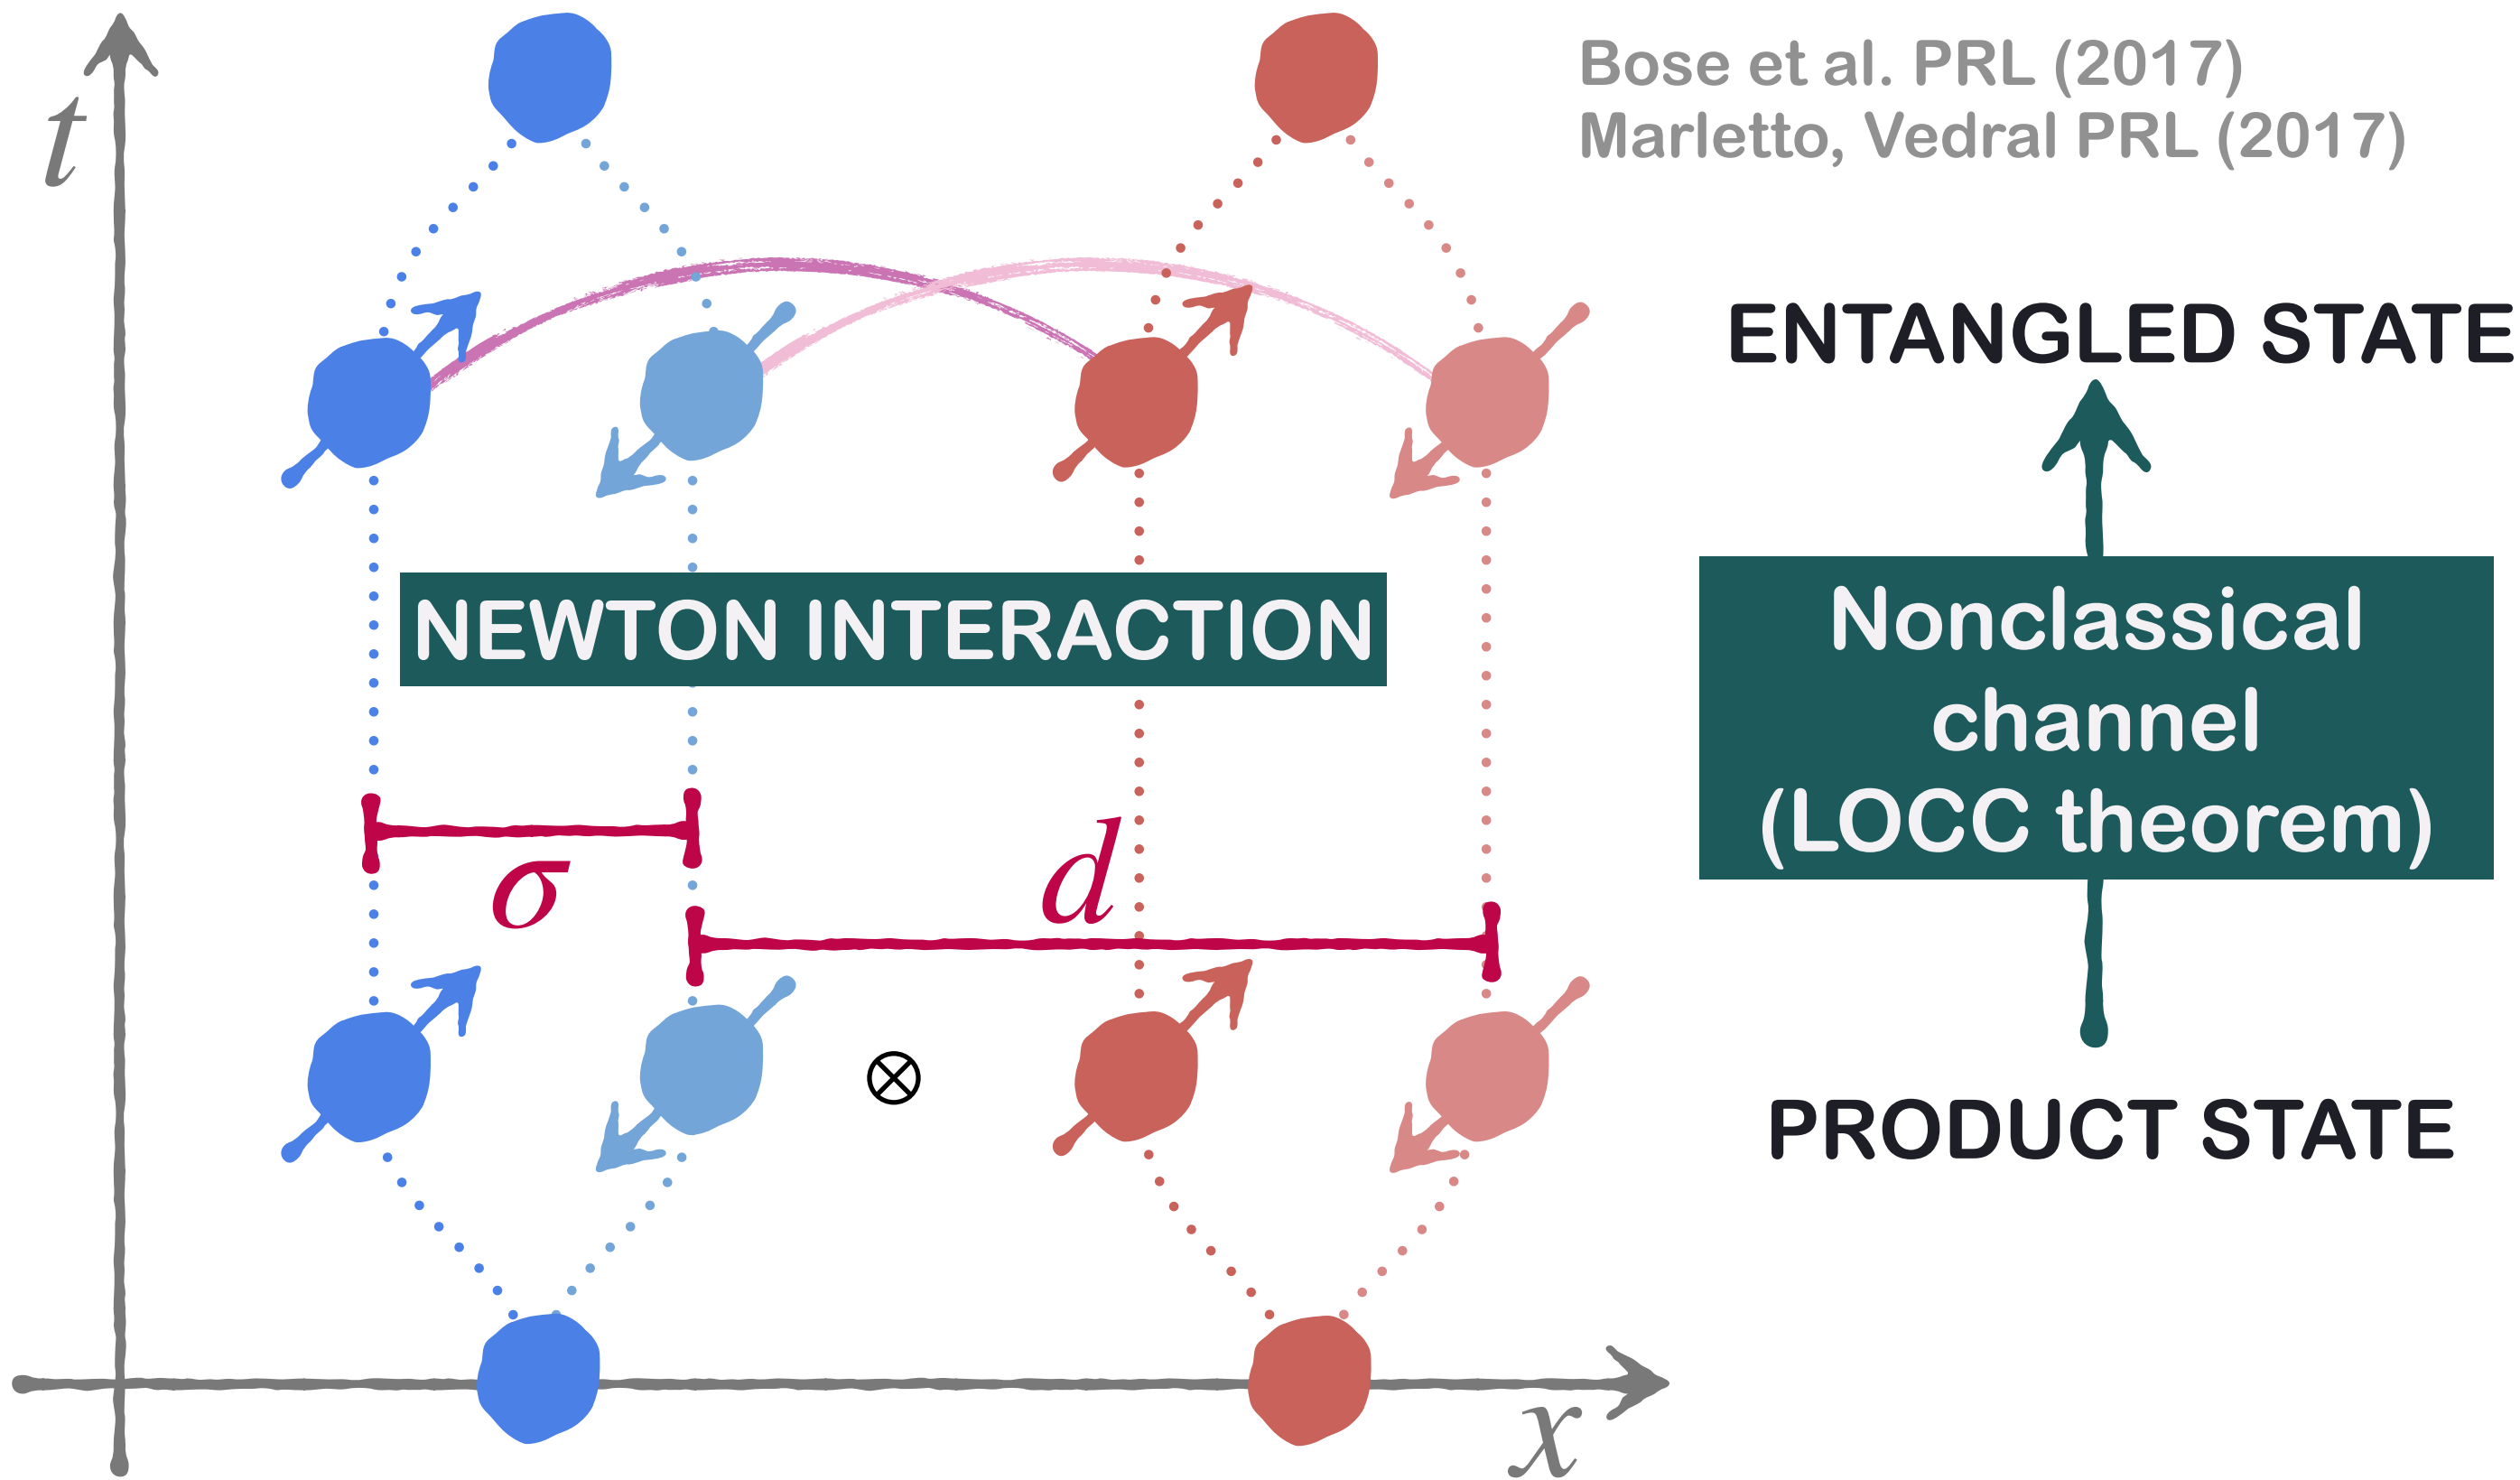 t
Bose et al. PRL (2017)
Marletto, Vedral PRL (2017)
ENTANGLED STATE
NEWTON INTERACTION
Nonclassical
channel
(LOCC theorem)
σ
d
⊗
PRODUCT STATE
x